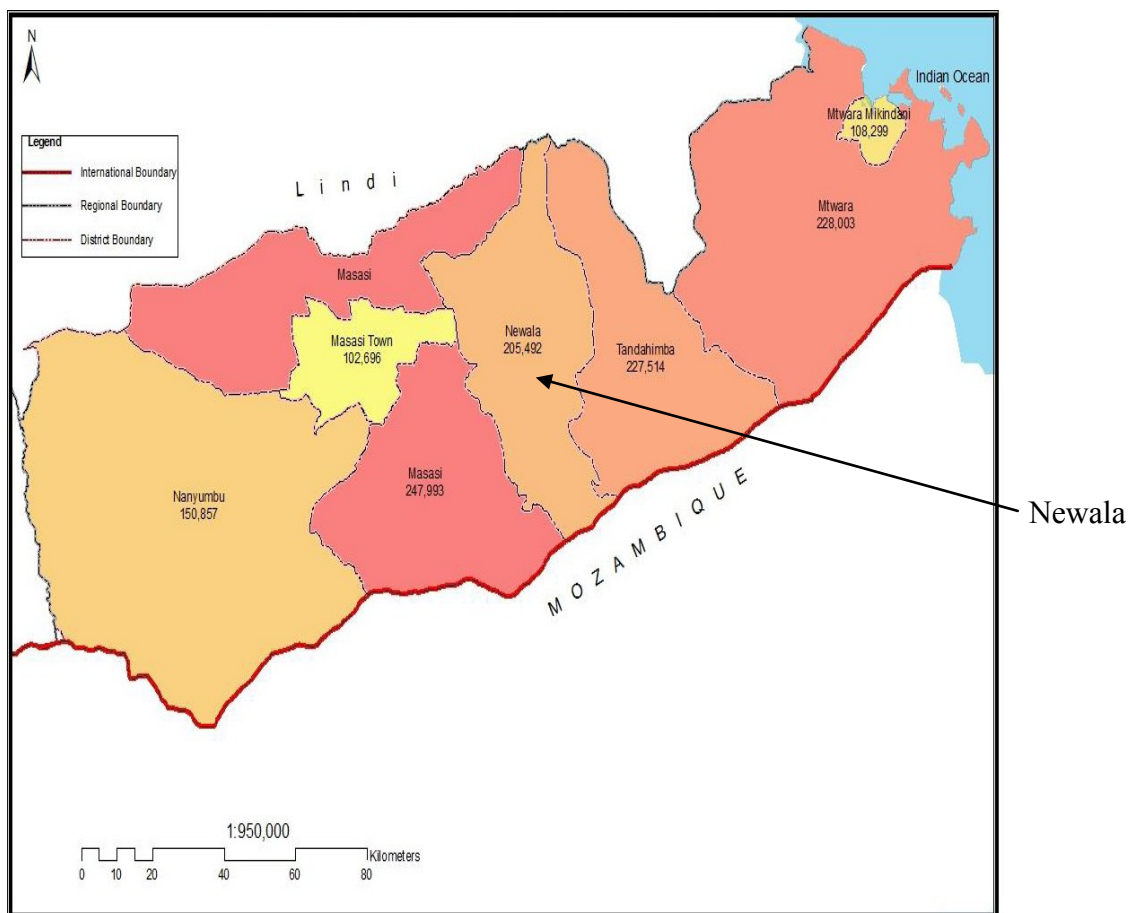 N
Indian Ocean
Mtwara Mikindani
108,299
Legend
International Boundary
Regional Boundary
District Boundary
Lindi
Mtwara
228,003
Masasi
Masasi Town
102,696
Newala
205,492
Tandahimba
227,514
Masasi
247,993
Nanyumbu
150,857
Newala
MOZAMBIQUE
1:950,000
Kilometers
0 10 20 40 60 80